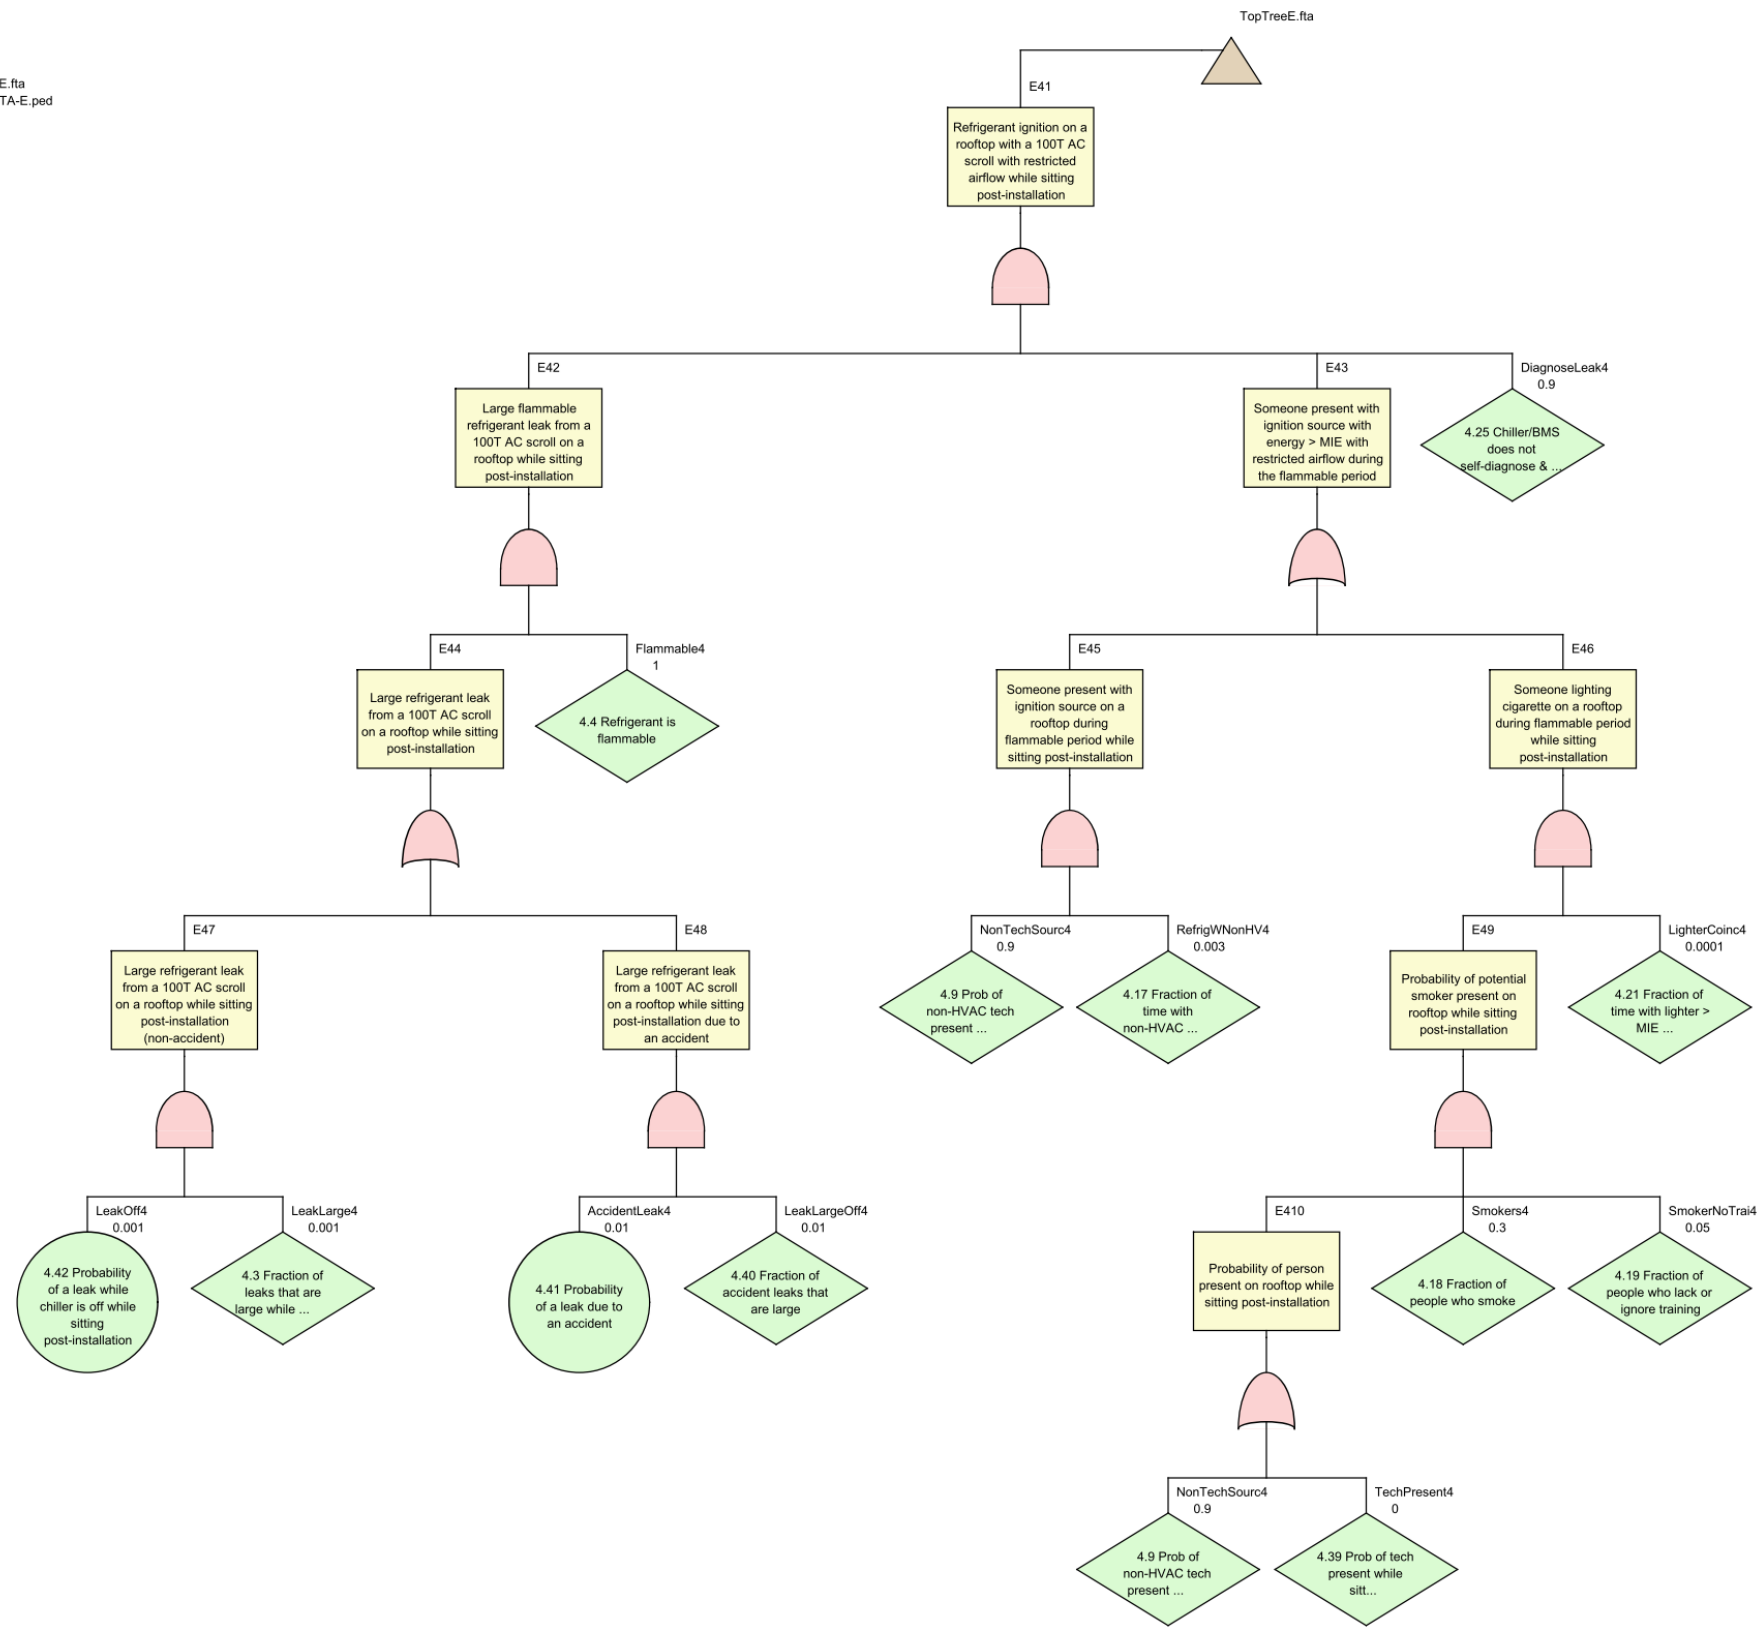 TopTreeE.fta
E.fta
TA-E.ped
E41
Refrigerant ignition on a
rooftop with a 100T AC
scroll with restricted
airflow while sitting
post-installation
E42
Large flammable
refrigerant leak from a
100T AC scroll on a
rooftop while sitting
post-installation
E43
Someone present with
ignition source with
energy > MIE with
restricted airflow during
the flammable period
DiagnoseLeak4
0.9
4.25 Chiller/BMS
does not
self-diagnose & ...
E44
Large refrigerant leak
from a 100T AC scroll
on a rooftop while sitting
post-installation
Flammable4
1
4.4 Refrigerant is
flammable
E45
Someone present with
ignition source on a
rooftop during
flammable period while
sitting post-installation
E46
Someone lighting
cigarette on a rooftop
during flammable period
while sitting
post-installation
E47
Large refrigerant leak
from a 100T AC scroll
on a rooftop while sitting
post-installation
(non-accident)
E48
Large refrigerant leak
from a 100T AC scroll
on a rooftop while sitting
post-installation due to
an accident
NonTechSourc4
0.9
4.9 Prob of
non-HVAC tech
present ...
RefrigWNonHV4
0.003
4.17 Fraction of
time with
non-HVAC ...
E49
Probability of potential
smoker present on
rooftop while sitting
post-installation
LighterCoinc4
0.0001
4.21 Fraction of
time with lighter >
MIE ...
LeakOff4
0.001
4.42 Probability
of a leak while
chiller is off while
sitting
post-installation
LeakLarge4
0.001
4.3 Fraction of
leaks that are
large while ...
AccidentLeak4
0.01
4.41 Probability
of a leak due to
an accident
LeakLargeOff4
0.01
4.40 Fraction of
accident leaks that
are large
E410
Probability of person
present on rooftop while
sitting post-installation
Smokers4
0.3
4.18 Fraction of
people who smoke
SmokerNoTrai4
0.05
4.19 Fraction of
people who lack or
ignore training
NonTechSourc4
0.9
4.9 Prob of
non-HVAC tech
present ...
TechPresent4
0
4.39 Prob of tech
present while
sitt...